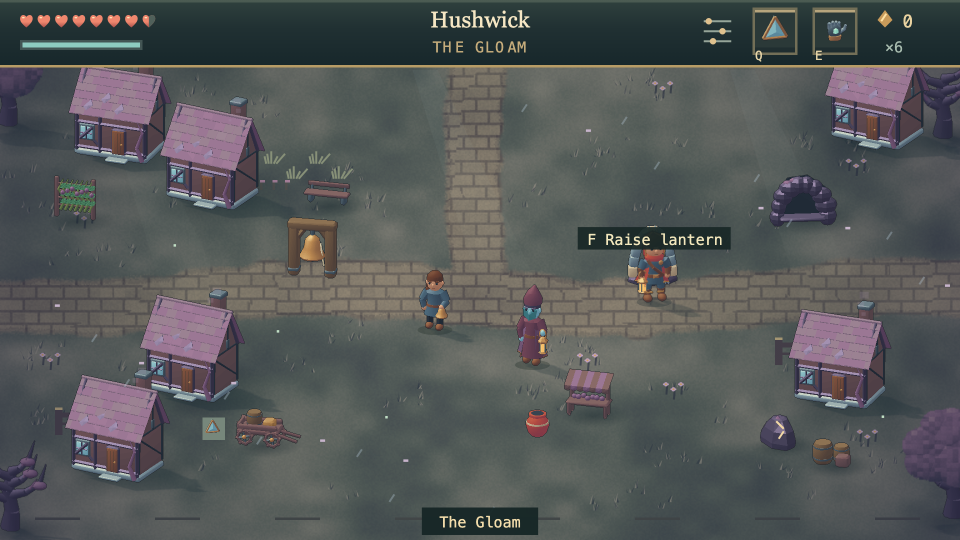 Hushwick
THE GLOAM
Q
E
0
×6
F Raise lantern
The Gloam